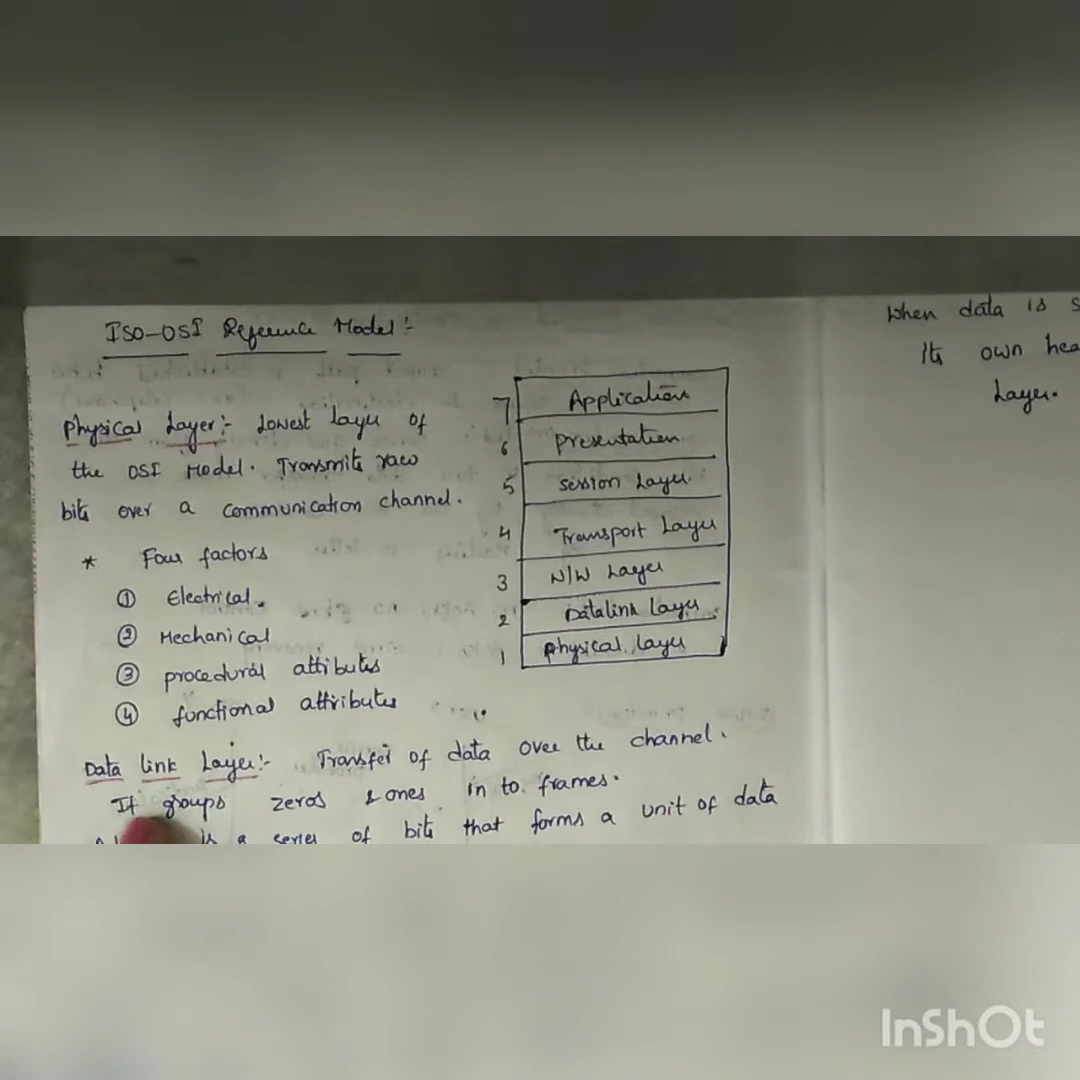 ISO-OSI Reference Model:-
Physical Layer:- Lowest layer of
the OSI Model. Transmits raw
bits over a communication channel.
* Four factors
① Electrical.
② Mechanical
③ procedural attibutes
④ functional attributes
7 Application
6 presentation
5 session Layer
4 Transport Layer
3 N/W Layer
2 Datalink Layer
1 physical layer
Data link Layer:- Transfer of data over the channel.
It groups zeros & ones in to frames.
is a series of bits that forms a unit of data
When data is s
Its own hea
Layer.
InShOt